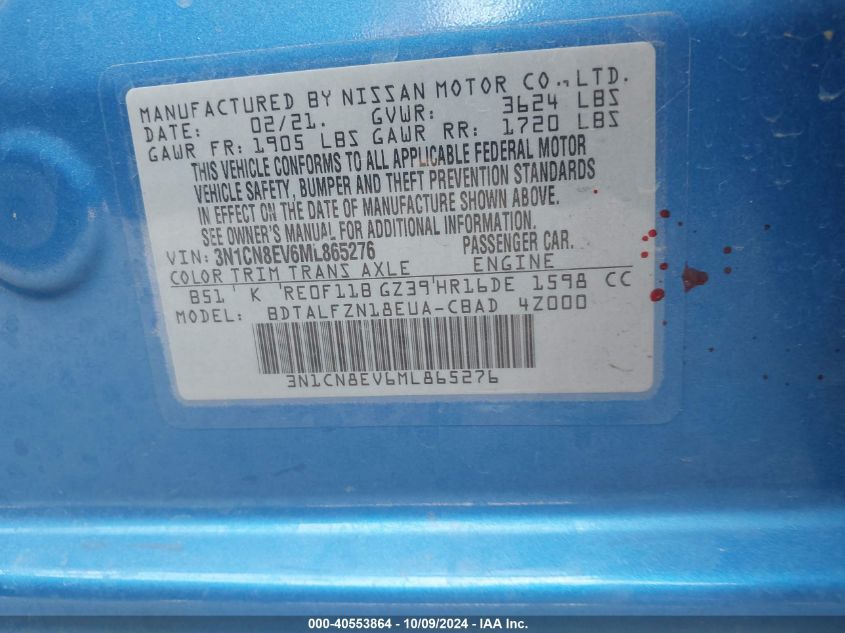 MANUFACTURED BY NISSAN MOTOR CO., LTD.
DATE: 02/21. GVWR: 3624 LBS
GAWR FR: 1905 LBS GAWR RR: 1720 LBS
THIS VEHICLE CONFORMS TO ALL APPLICABLE FEDERAL MOTOR
VEHICLE SAFETY, BUMPER AND THEFT PREVENTION STANDARDS
IN EFFECT ON THE DATE OF MANUFACTURE SHOWN ABOVE.
SEE OWNER'S MANUAL FOR ADDITIONAL INFORMATION.
VIN: 3N1CN8EV6ML865276 PASSENGER CAR.
COLOR TRIM TRANS AXLE ENGINE
B51 ' K 'RE0F11B GZ39'HR16DE 1598 CC
MODEL: BDTALFZN18EUA-CBAD 4Z000
3N1CN8EV6ML865276
000-40553864 - 10/09/2024 - IAA Inc.